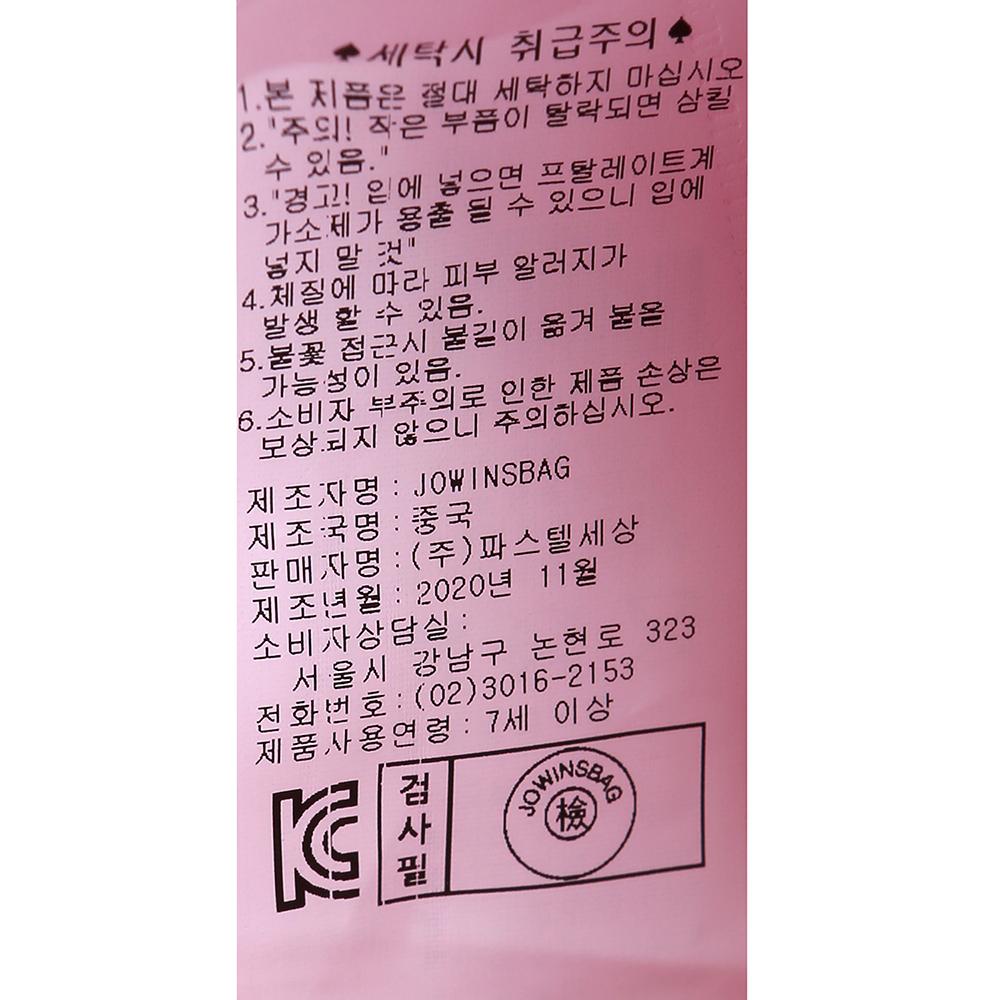 ♠세탁시 취급주의♠
1.본 제품은 절대 세탁하지 마십시오
2."주의! 작은 부품이 탈락되면 삼킬
수 있음."
3."경고! 입에 넣으면 프탈레이트계
가소제가 용출 될 수 있으니 입에
넣지 말 것"
4.체질에 따라 피부 알러지가
발생 할 수 있음.
5.불꽃 접근시 불길이 옮겨 붙을
가능성이 있음.
6.소비자 부주의로 인한 제품 손상은
보상되지 않으니 주의하십시오.
제조자명:JOWINSBAG
제조국명:중국
판매자명:(주)파스텔세상
제조년월:2020년 11월
소비자상담실:
서울시 강남구 논현로 323
전화번호:(02)3016-2153
제품사용연령:7세 이상
KC
검사필
JOWINSBAG
檢